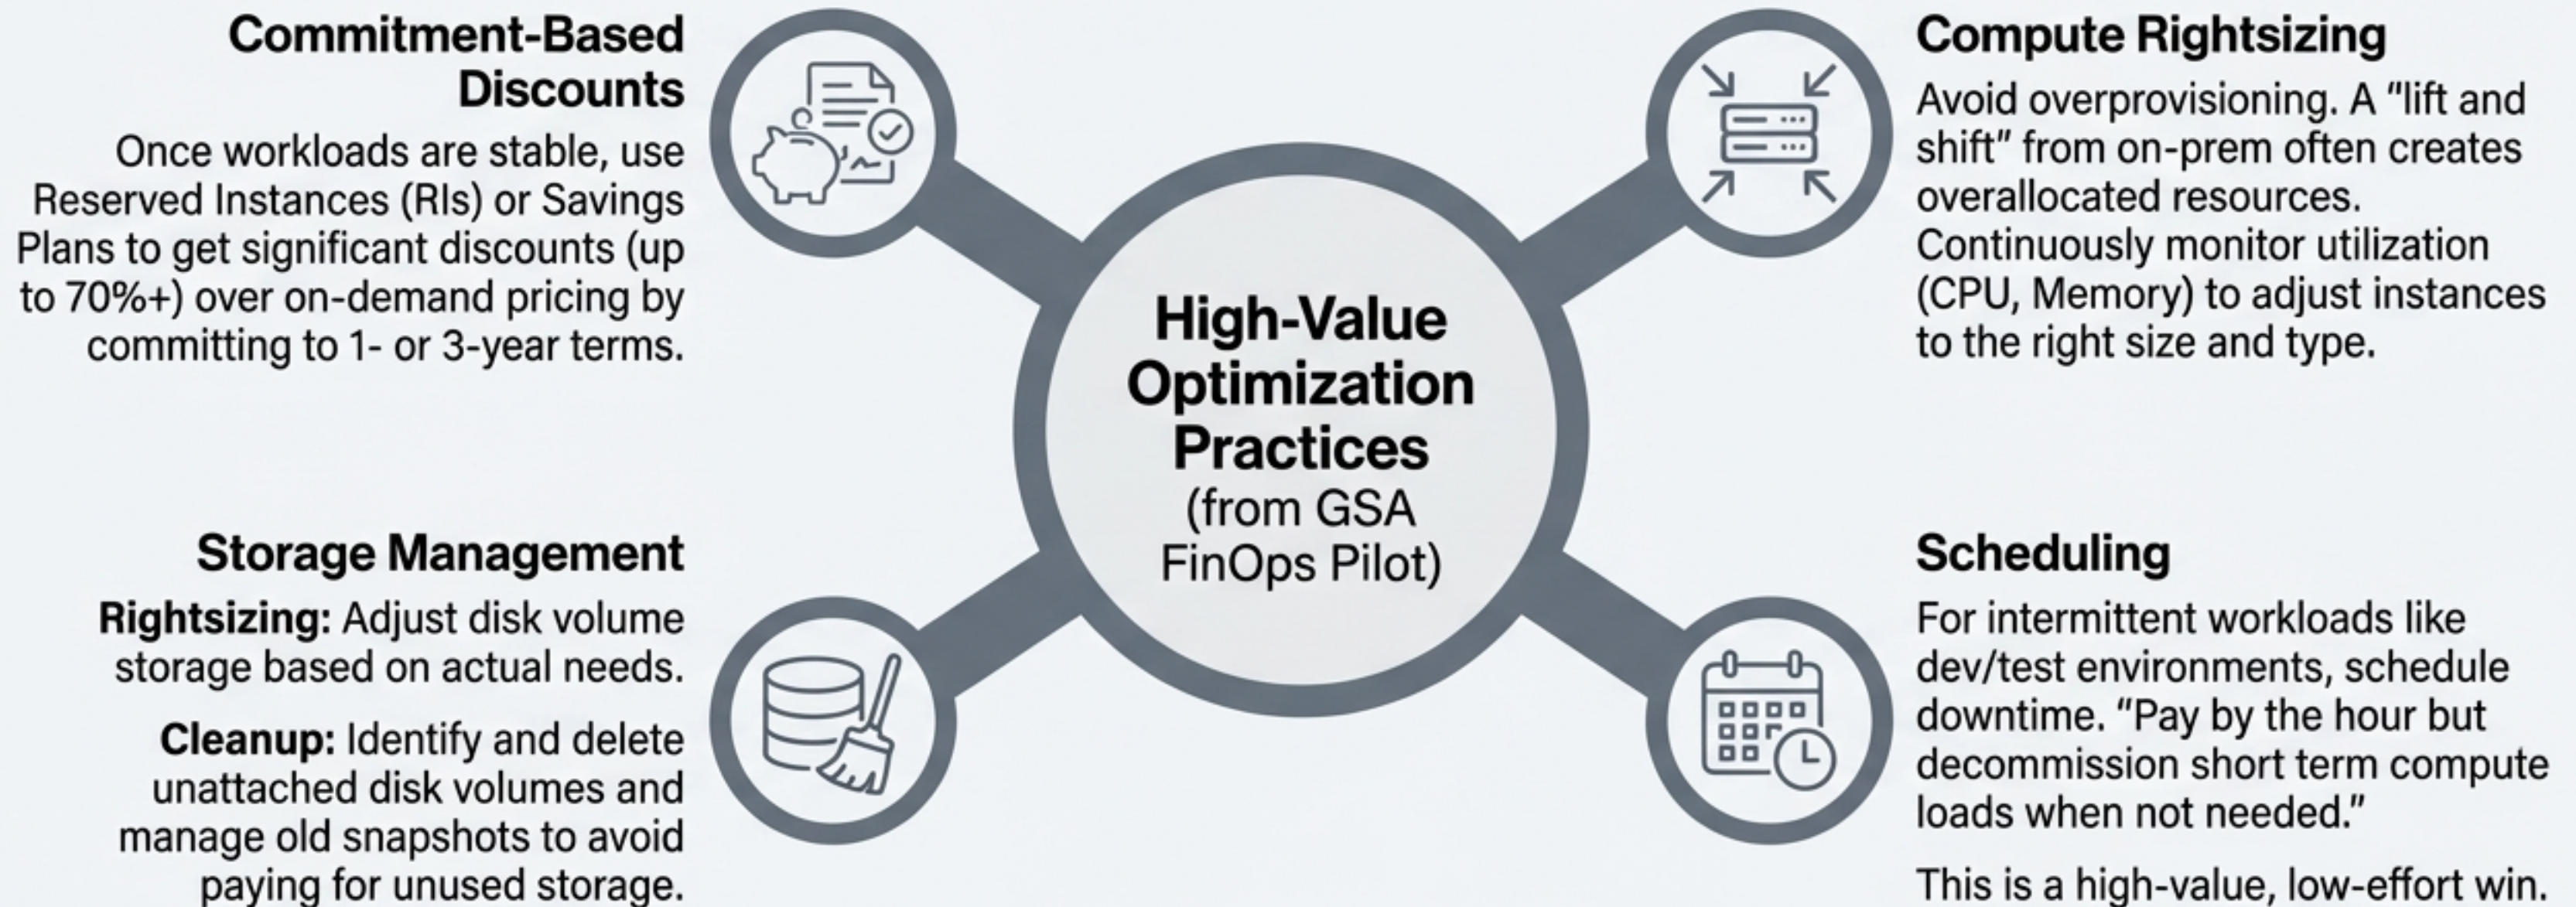 Commitment-Based
Discounts
Once workloads are stable, use
Reserved Instances (RIs) or Savings
Plans to get significant discounts (up
to 70%+) over on-demand pricing by
committing to 1- or 3-year terms.
Compute Rightsizing
Avoid overprovisioning. A "lift and
shift" from on-prem often creates
overallocated resources.
Continuously monitor utilization
(CPU, Memory) to adjust instances
to the right size and type.
High-Value
Optimization
Practices
(from GSA
FinOps Pilot)
Storage Management
Rightsizing: Adjust disk volume
storage based on actual needs.
Cleanup: Identify and delete
unattached disk volumes and
manage old snapshots to avoid
paying for unused storage.
Scheduling
For intermittent workloads like
dev/test environments, schedule
downtime. "Pay by the hour but
decommission short term compute
loads when not needed."
This is a high-value, low-effort win.